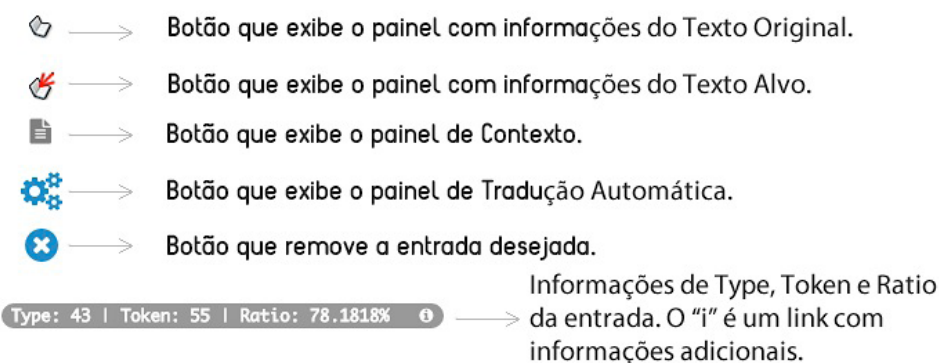 Botão que exibe o painel com informações do Texto Original.
Botão que exibe o painel com informações do Texto Alvo.
Botão que exibe o painel de Contexto.
Botão que exibe o painel de Tradução Automática.
Botão que remove a entrada desejada.
Type: 43 | Token: 55 | Ratio: 78.1818% i
Informações de Type, Token e Ratio
da entrada. O “i” é um link com
informações adicionais.